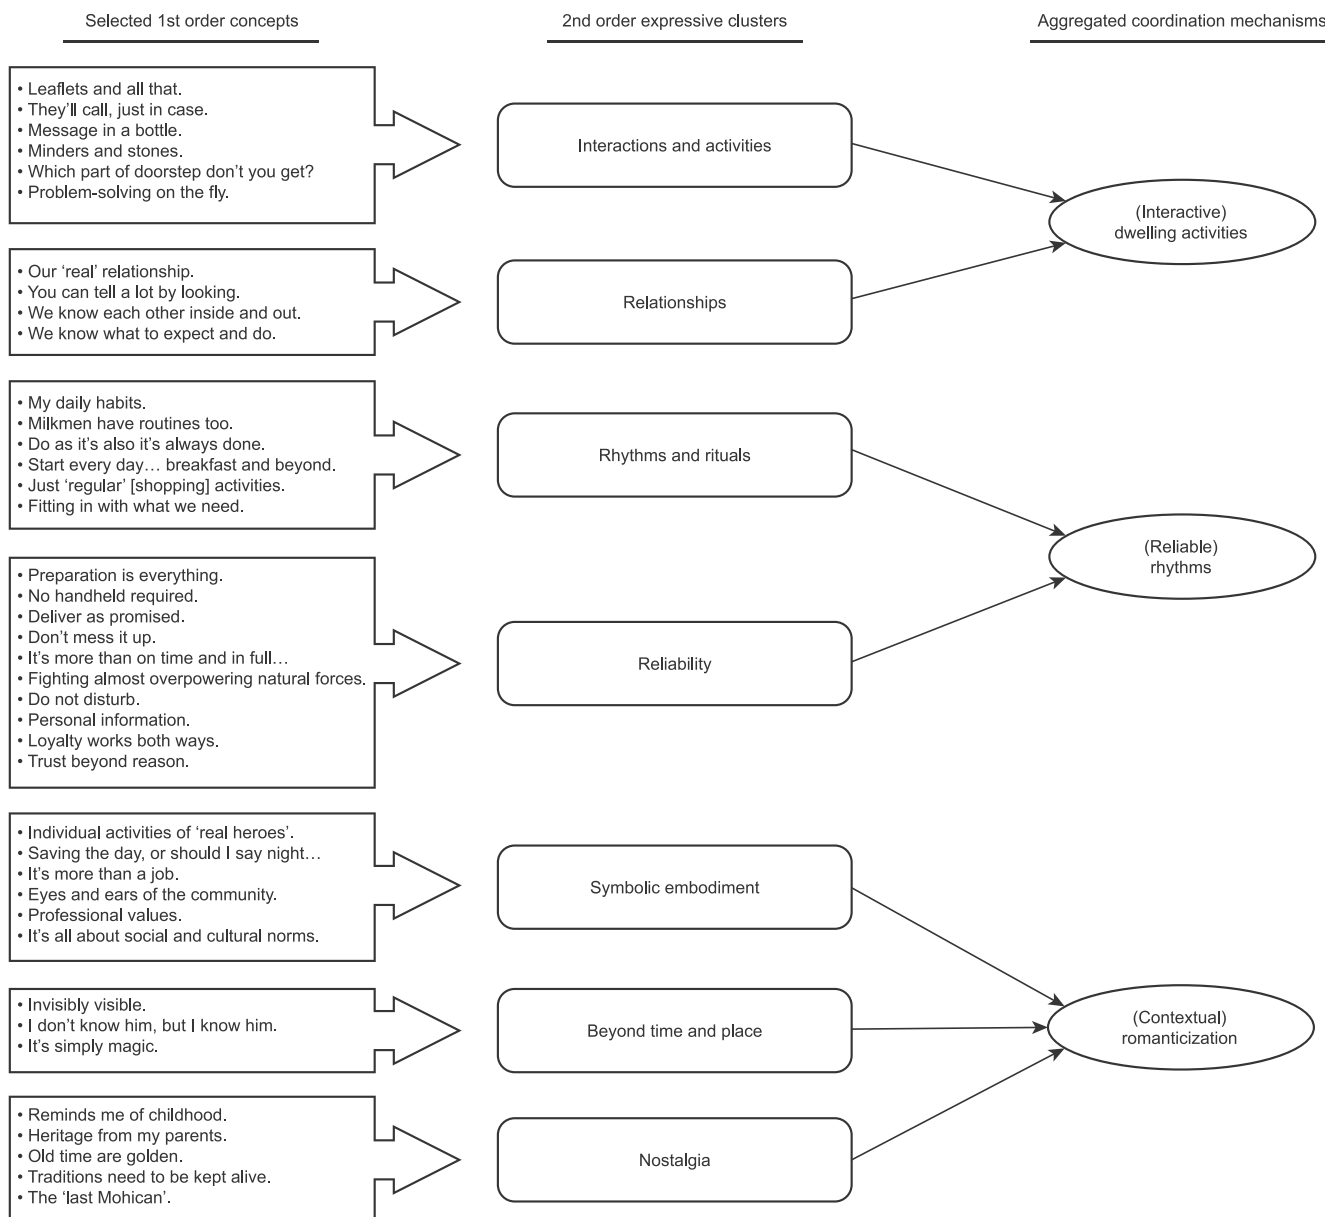 Selected 1st order concepts
2nd order expressive clusters
Aggregated coordination mechanisms
• Leaflets and all that.
• They'll call, just in case.
• Message in a bottle.
• Minders and stones.
• Which part of doorstep don't you get?
• Problem-solving on the fly.
Interactions and activities
(Interactive)
dwelling activities
• Our 'real' relationship.
• You can tell a lot by looking.
• We know each other inside and out.
• We know what to expect and do.
Relationships
• My daily habits.
• Milkmen have routines too.
• Do as it's also it's always done.
• Start every day… breakfast and beyond.
• Just 'regular' [shopping] activities.
• Fitting in with what we need.
Rhythms and rituals
(Reliable)
rhythms
• Preparation is everything.
• No handheld required.
• Deliver as promised.
• Don't mess it up.
• It's more than on time and in full…
• Fighting almost overpowering natural forces.
• Do not disturb.
• Personal information.
• Loyalty works both ways.
• Trust beyond reason.
Reliability
• Individual activities of 'real heroes'.
• Saving the day, or should I say night…
• It's more than a job.
• Eyes and ears of the community.
• Professional values.
• It's all about social and cultural norms.
Symbolic embodiment
• Invisibly visible.
• I don't know him, but I know him.
• It's simply magic.
Beyond time and place
(Contextual)
romanticization
• Reminds me of childhood.
• Heritage from my parents.
• Old time are golden.
• Traditions need to be kept alive.
• The 'last Mohican'.
Nostalgia